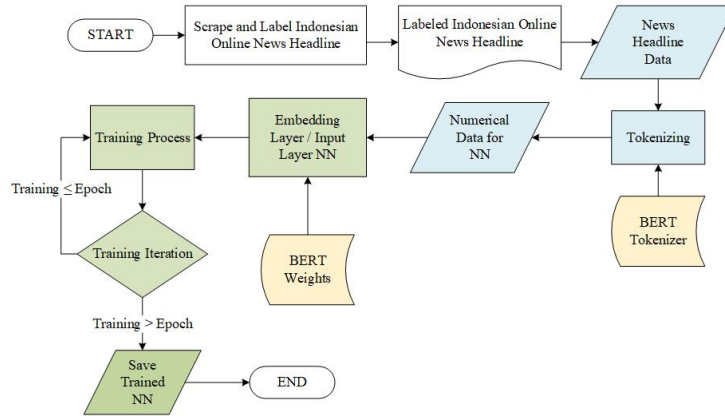 START
Scrape and Label Indonesian
Online News Headline
Labeled Indonesian Online
News Headline
News
Headline
Data
Training Process
Embedding
Layer / Input
Layer NN
Numerical
Data for
NN
Tokenizing
Training ≤ Epoch
Training Iteration
BERT
Weights
BERT
Tokenizer
Training > Epoch
Save
Trained
NN
END